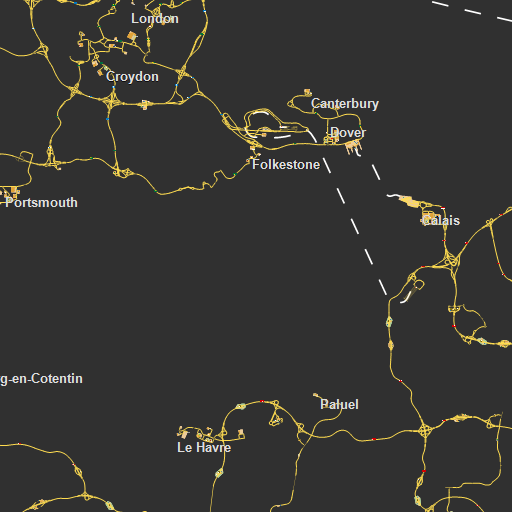 London
Croydon
Canterbury
Dover
Folkestone
Portsmouth
Calais
g-en-Cotentin
Paluel
Le Havre